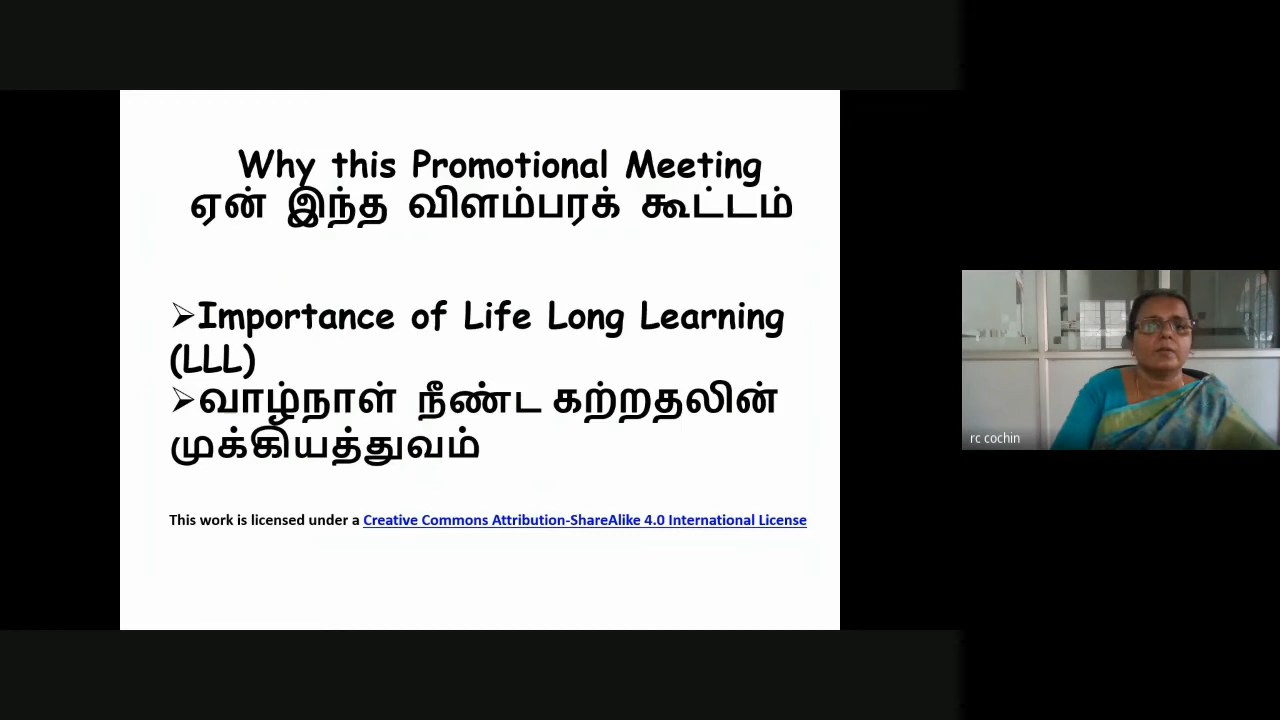 Why this Promotional Meeting
ஏன் இந்த விளம்பரக் கூட்டம்
➢Importance of Life Long Learning
(LLL)
➢வாழ்நாள் நீண்ட கற்றதலின்
முக்கியத்துவம்
This work is licensed under a Creative Commons Attribution-ShareAlike 4.0 International License
rc cochin